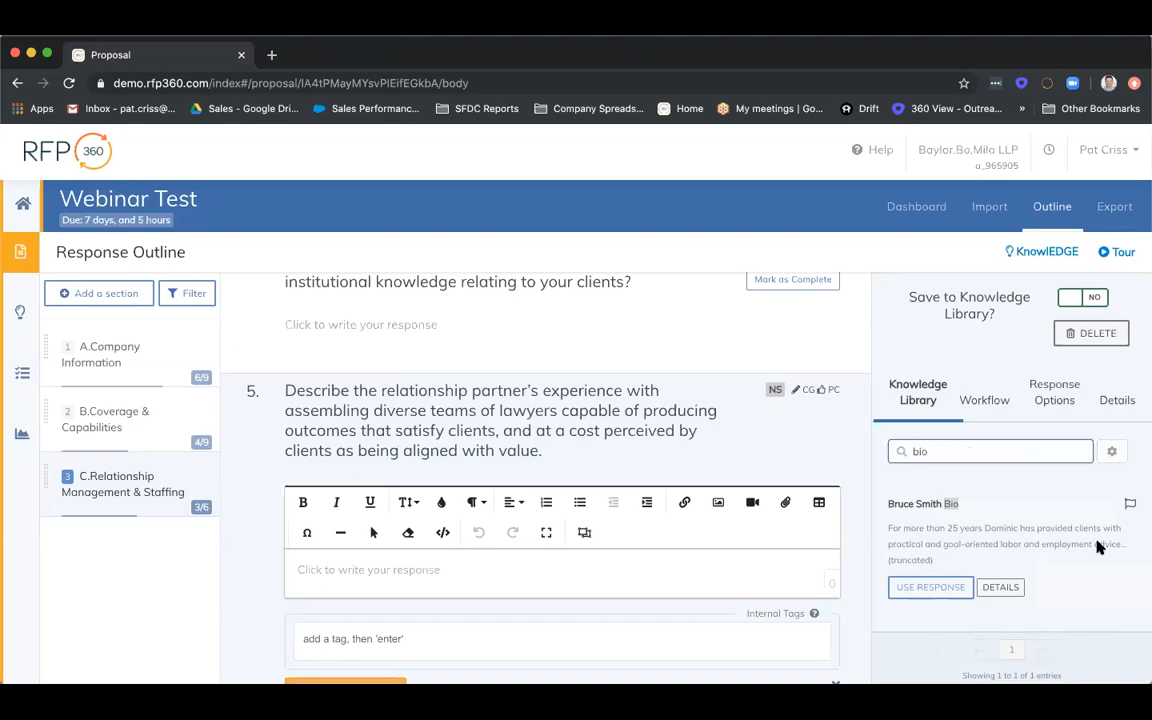 Proposal
demo.rfp360.com/index#/proposal/IA4tPMayMYsvPIEifEGkbA/body
Apps
Inbox - pat.criss@...
Sales - Google Dri...
Sales Performanc...
SFDC Reports
Company Spreads...
Home
My meetings | Go...
Drift
360 View - Outrea...
»
Other Bookmarks
RFP 360
Help
Baylor,Bo,Milo LLP
a_965905
Pat Criss
Webinar Test
Due: 7 days, and 5 hours
Dashboard
Import
Outline
Export
Response Outline
KnowlEDGE
Tour
Add a section
Filter
1 A.Company
Information
6/9
2 B.Coverage &
Capabilities
4/9
3 C.Relationship
Management & Staffing
3/6
institutional knowledge relating to your clients?
Mark as Complete
Click to write your response
5. Describe the relationship partner's experience with
assembling diverse teams of lawyers capable of producing
outcomes that satisfy clients, and at a cost perceived by
clients as being aligned with value.
NS CG PC
B I U T
Ω
Click to write your response
0
Internal Tags
add a tag, then 'enter'
Save to Knowledge
Library?
NO
DELETE
Knowledge
Library
Workflow
Response
Options
Details
bio
Bruce Smith Bio
For more than 25 years Dominic has provided clients with
practical and goal-oriented labor and employment advice...
(truncated)
USE RESPONSE
DETAILS
1
Showing 1 to 1 of 1 entries